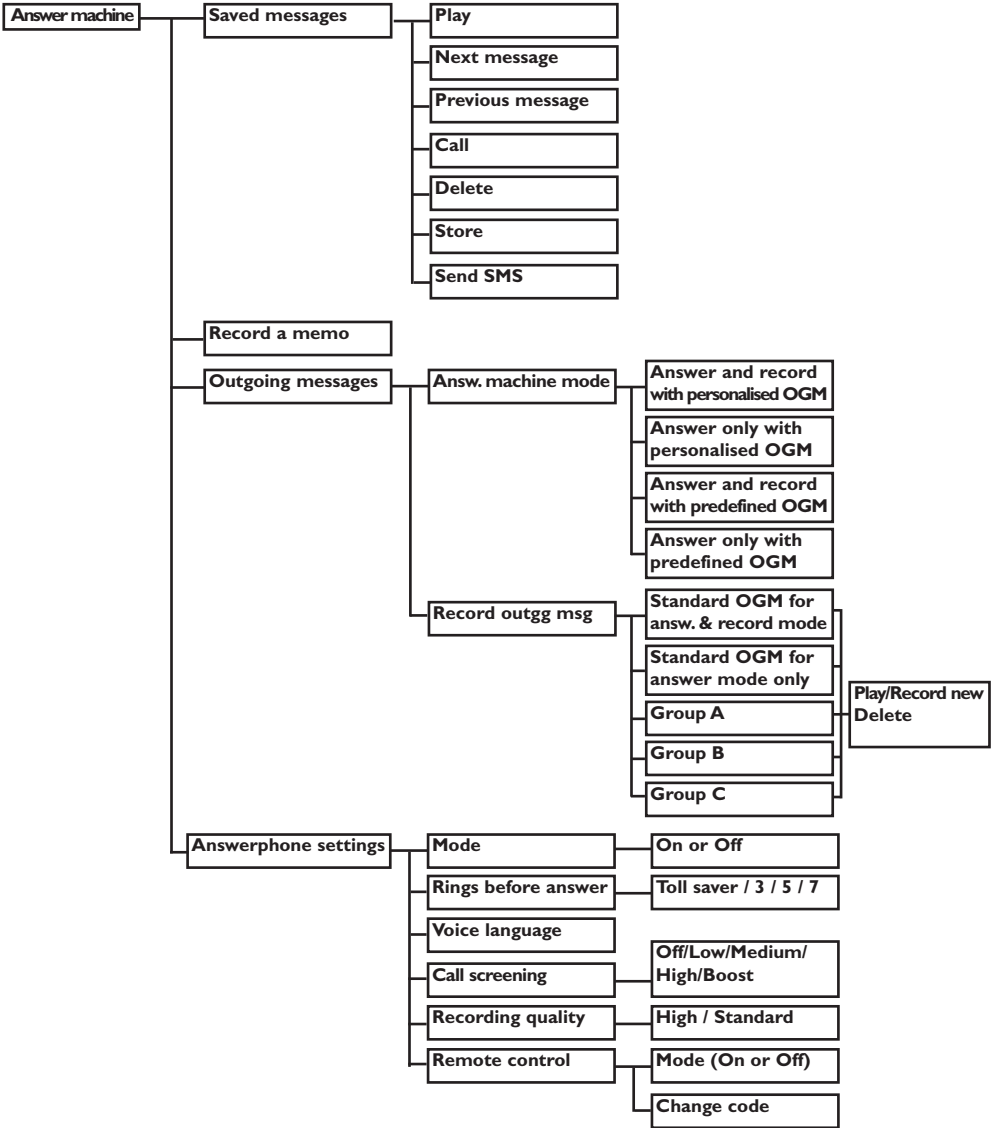 Answer machine
Saved messages
Play
Next message
Previous message
Call
Delete
Store
Send SMS
Record a memo
Outgoing messages
Answ. machine mode
Answer and record
with personalised OGM
Answer only with
personalised OGM
Answer and record
with predefined OGM
Answer only with
predefined OGM
Record outgg msg
Standard OGM for
answ. & record mode
Standard OGM for
answer mode only
Group A
Group B
Group C
Play/Record new
Delete
Answerphone settings
Mode
On or Off
Rings before answer
Toll saver / 3 / 5 / 7
Voice language
Call screening
Off/Low/Medium/
High/Boost
Recording quality
High / Standard
Remote control
Mode (On or Off)
Change code